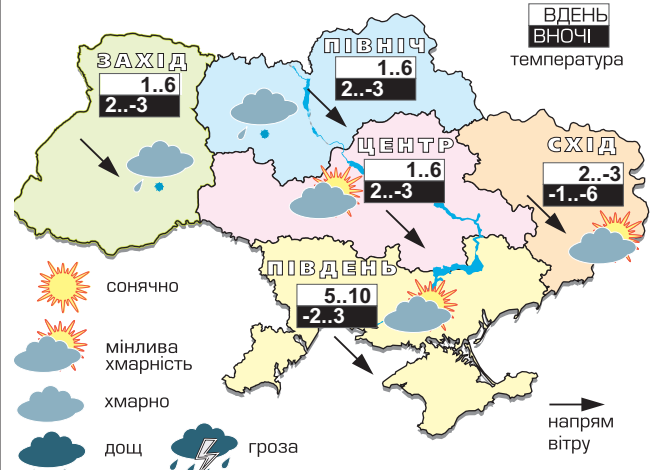 ВДЕНЬ
ВНОЧІ
температура
ЗАХІД
1..6
2..-3
ПІВНІЧ
1..6
2..-3
ЦЕНТР
1..6
2..-3
СХІД
2..-3
-1..-6
ПІВДЕНЬ
5..10
-2..3
сонячно
мінлива
хмарність
хмарно
дощ
гроза
напрям
вітру